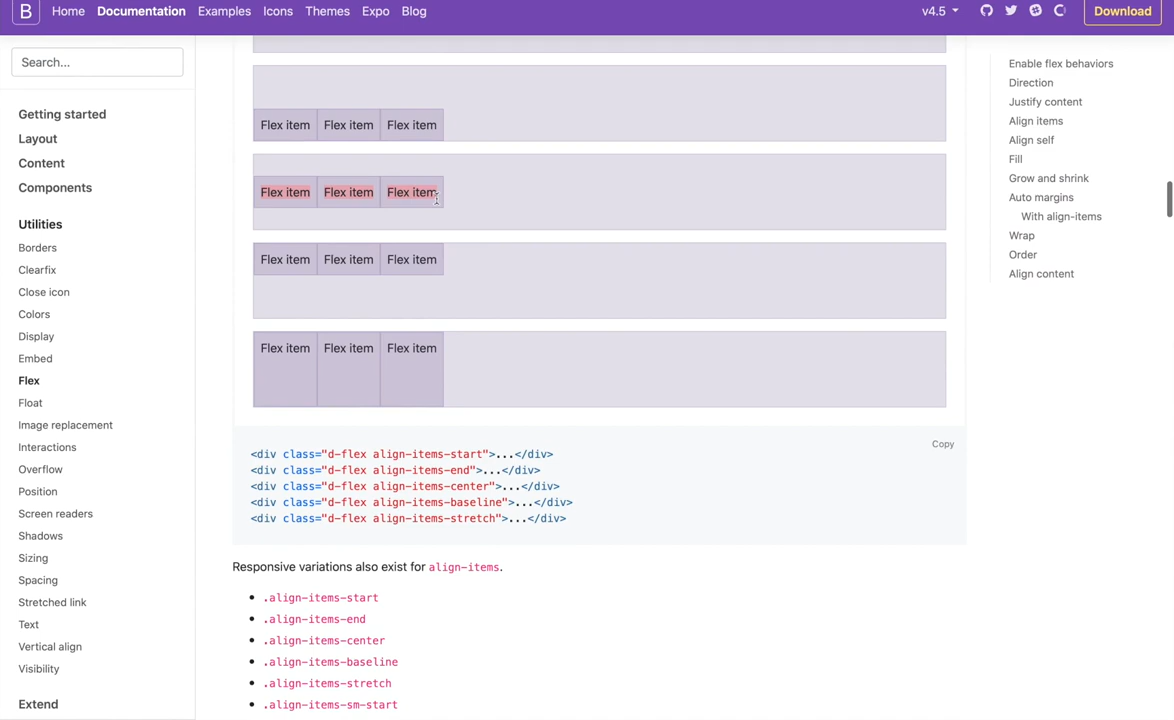 B Home Documentation Examples Icons Themes Expo Blog v4.5 Download
Search...
Getting started
Layout
Content
Components
Utilities
Borders
Clearfix
Close icon
Colors
Display
Embed
Flex
Float
Image replacement
Interactions
Overflow
Position
Screen readers
Shadows
Sizing
Spacing
Stretched link
Text
Vertical align
Visibility
Extend
Flex item Flex item Flex item
Flex item Flex item Flex item
Flex item Flex item Flex item
Flex item Flex item Flex item
Copy
<div class="d-flex align-items-start">...</div>
<div class="d-flex align-items-end">...</div>
<div class="d-flex align-items-center">...</div>
<div class="d-flex align-items-baseline">...</div>
<div class="d-flex align-items-stretch">...</div>
Responsive variations also exist for align-items.
• .align-items-start
• .align-items-end
• .align-items-center
• .align-items-baseline
• .align-items-stretch
• .align-items-sm-start
Enable flex behaviors
Direction
Justify content
Align items
Align self
Fill
Grow and shrink
Auto margins
With align-items
Wrap
Order
Align content